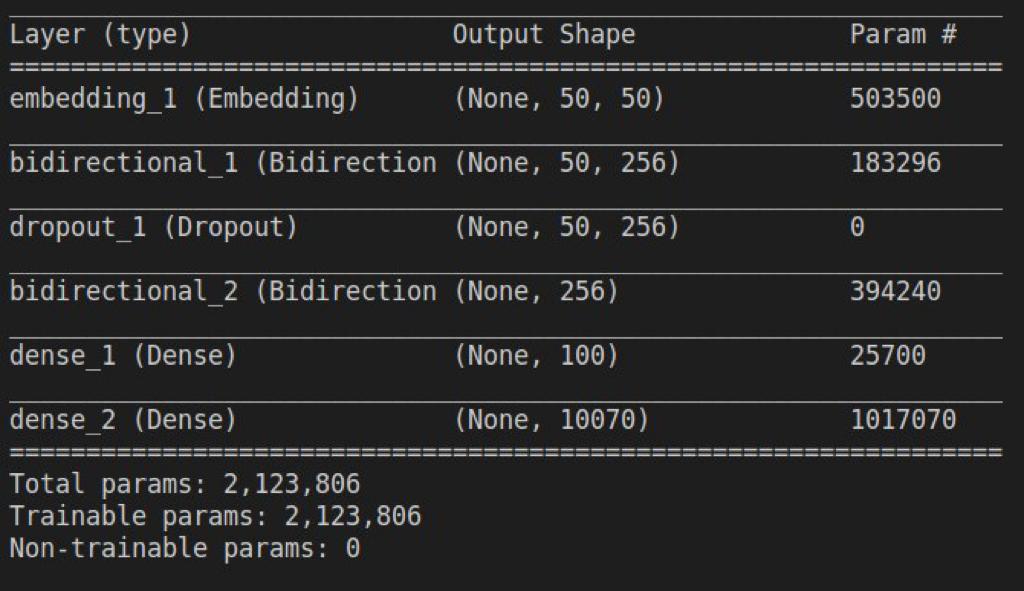 Layer (type) Output Shape Param #
=================================================================
embedding_1 (Embedding) (None, 50, 50) 503500
bidirectional_1 (Bidirection (None, 50, 256) 183296
dropout_1 (Dropout) (None, 50, 256) 0
bidirectional_2 (Bidirection (None, 256) 394240
dense_1 (Dense) (None, 100) 25700
dense_2 (Dense) (None, 10070) 1017070
=================================================================
Total params: 2,123,806
Trainable params: 2,123,806
Non-trainable params: 0